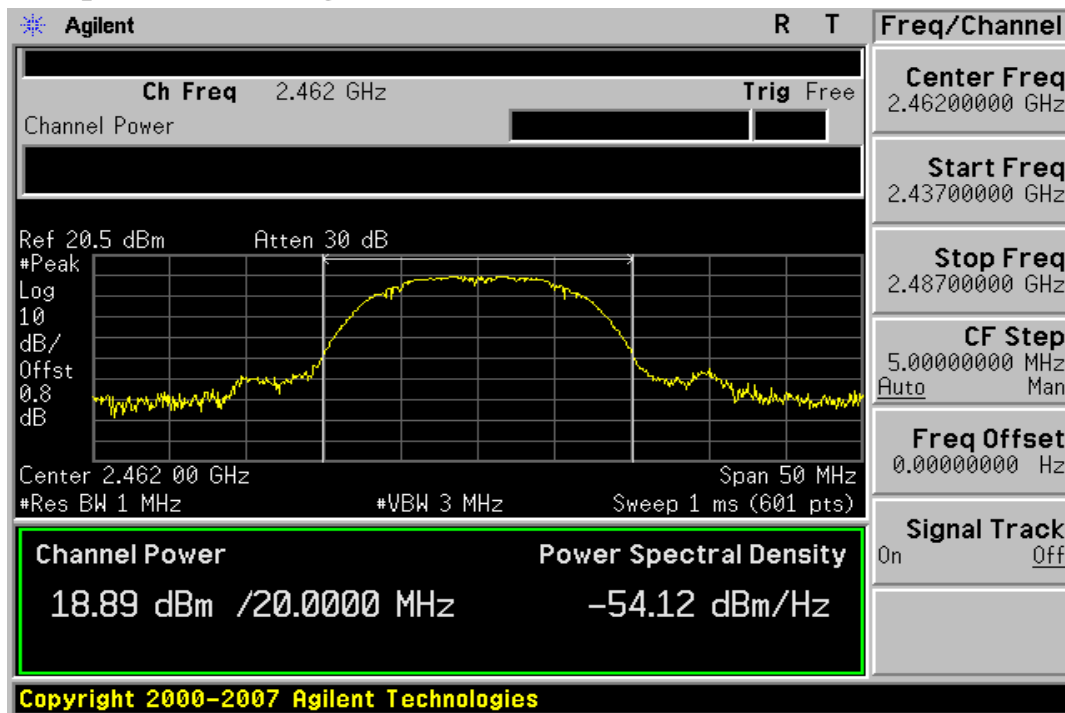 Agilent R T
Ch Freq 2.462 GHz Trig Free
Channel Power
Ref 20.5 dBm Atten 30 dB
#Peak
Log
10
dB/
Offst
0.8
dB
Center 2.462 00 GHz Span 50 MHz
#Res BW 1 MHz #VBW 3 MHz Sweep 1 ms (601 pts)
Channel Power Power Spectral Density
18.89 dBm /20.0000 MHz -54.12 dBm/Hz
Copyright 2000-2007 Agilent Technologies
Freq/Channel
Center Freq
2.46200000 GHz
Start Freq
2.43700000 GHz
Stop Freq
2.48700000 GHz
CF Step
5.00000000 MHz
Auto Man
Freq Offset
0.00000000 Hz
Signal Track
On Off